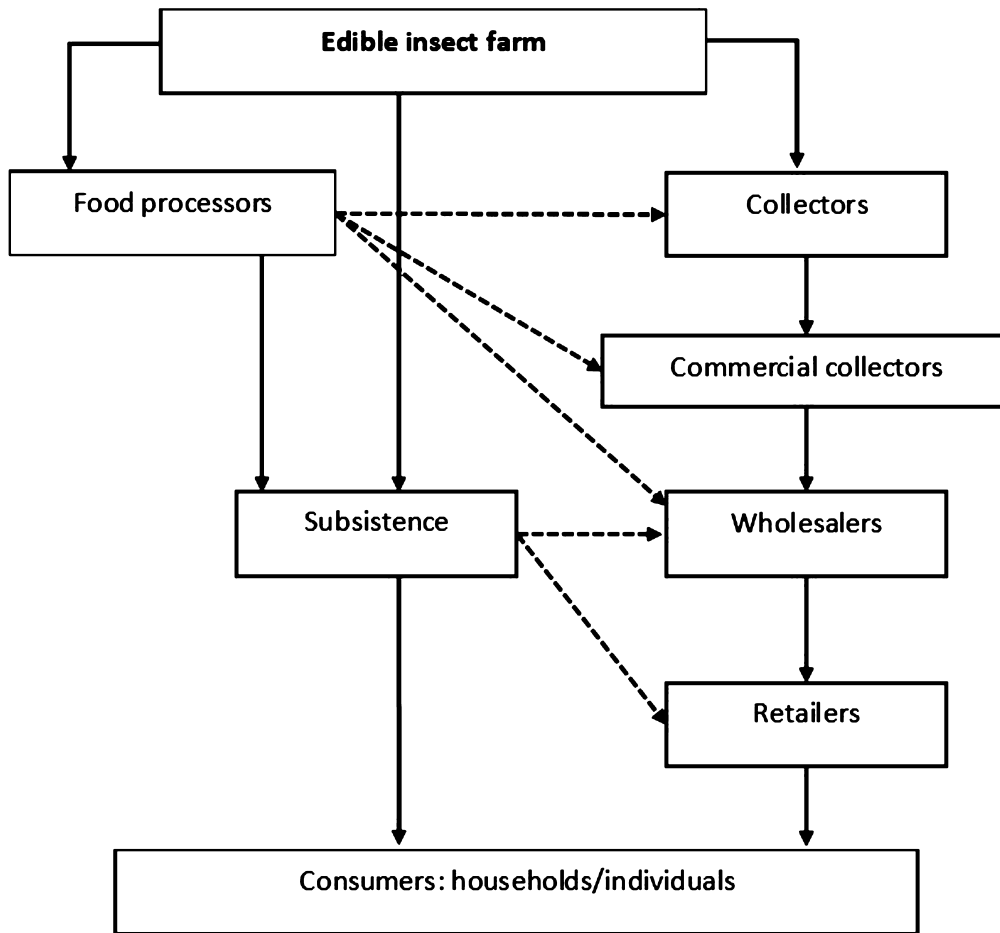 Edible insect farm
Food processors
Collectors
Commercial collectors
Subsistence
Wholesalers
Retailers
Consumers: households/individuals